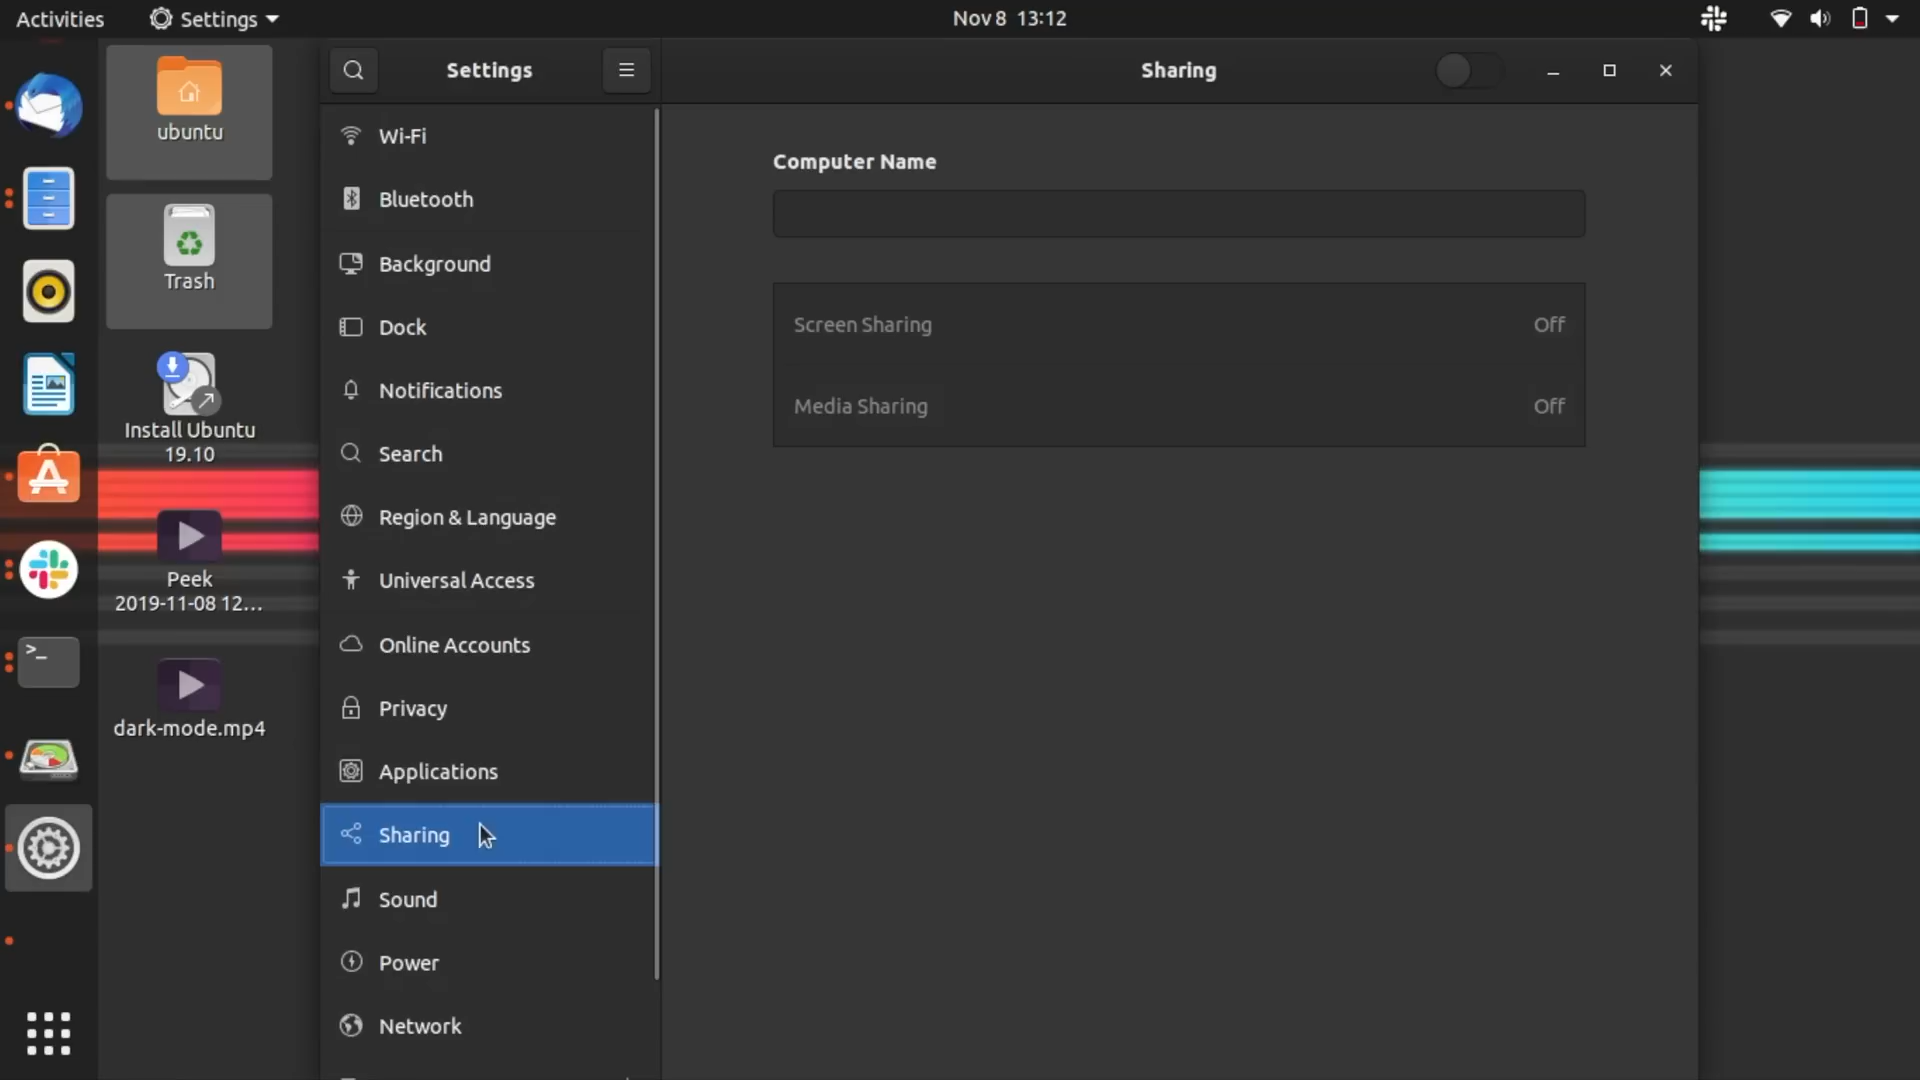 Activities
Settings
Nov 8 13:12
ubuntu
Trash
Install Ubuntu
19.10
Peek
2019-11-08 12...
dark-mode.mp4
>_
Settings
Wi-Fi
Bluetooth
Background
Dock
Notifications
Search
Region & Language
Universal Access
Online Accounts
Privacy
Applications
Sharing
Sound
Power
Network
Sharing
Computer Name
Screen Sharing
Off
Media Sharing
Off